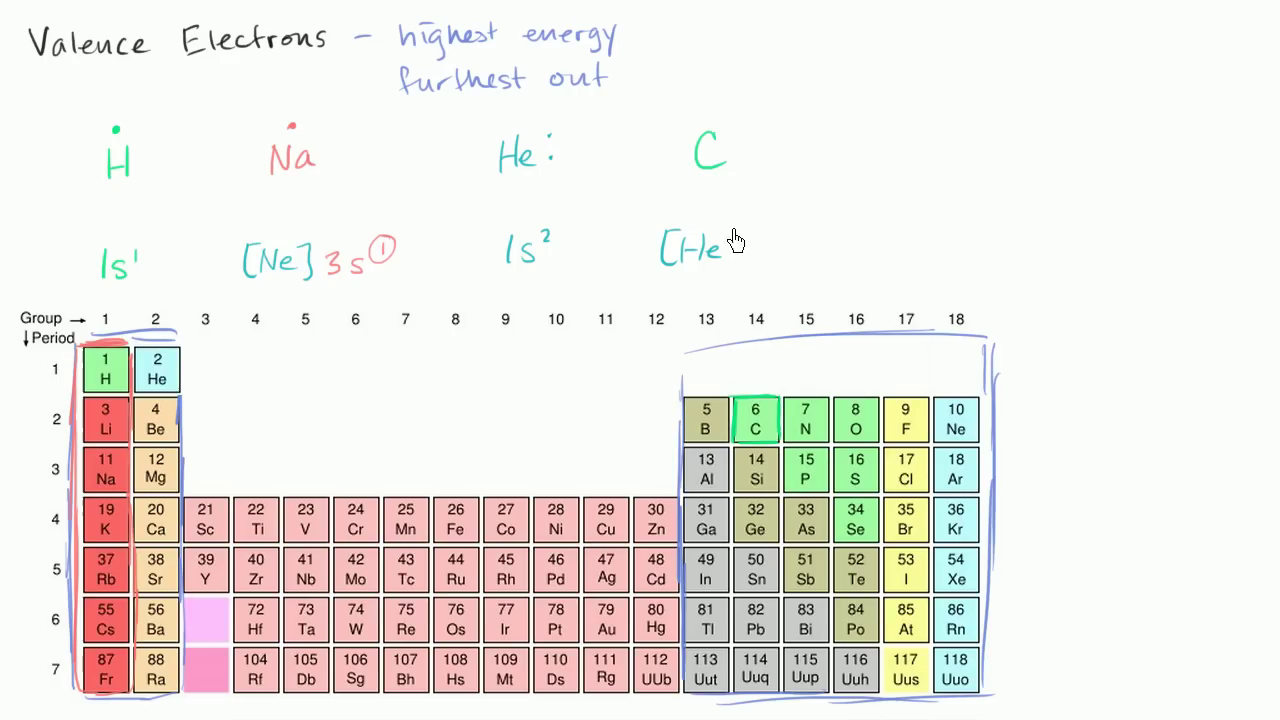 Valence Electrons - highest energy
furthest out
H Na He: C
1s¹ [Ne] 3s① 1s² [He
Group → 1 2 3 4 5 6 7 8 9 10 11 12 13 14 15 16 17 18
↓Period
1 1 2
H He
2 3 4 5 6 7 8 9 10
Li Be B C N O F Ne
3 11 12 13 14 15 16 17 18
Na Mg Al Si P S Cl Ar
4 19 20 21 22 23 24 25 26 27 28 29 30 31 32 33 34 35 36
K Ca Sc Ti V Cr Mn Fe Co Ni Cu Zn Ga Ge As Se Br Kr
5 37 38 39 40 41 42 43 44 45 46 47 48 49 50 51 52 53 54
Rb Sr Y Zr Nb Mo Tc Ru Rh Pd Ag Cd In Sn Sb Te I Xe
6 55 56 72 73 74 75 76 77 78 79 80 81 82 83 84 85 86
Cs Ba Hf Ta W Re Os Ir Pt Au Hg Tl Pb Bi Po At Rn
7 87 88 104 105 106 107 108 109 110 111 112 113 114 115 116 117 118
Fr Ra Rf Db Sg Bh Hs Mt Ds Rg UUb Uut Uuq Uup Uuh Uus Uuo